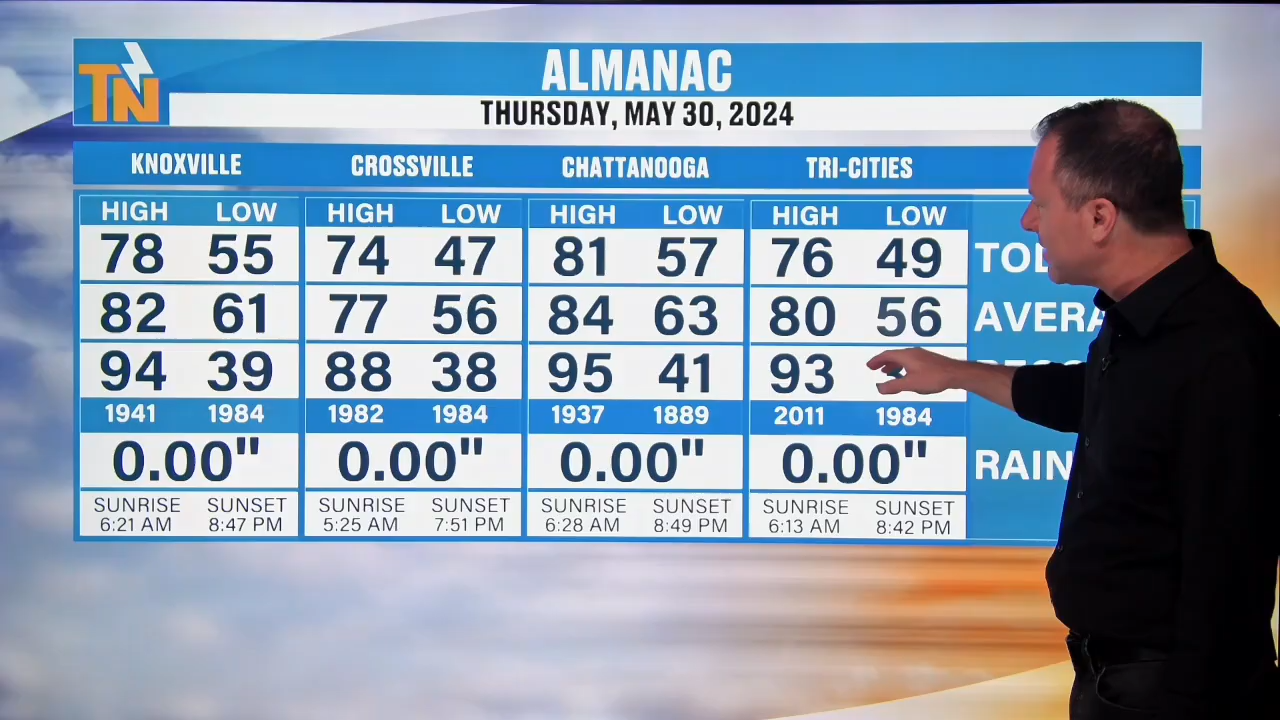 TN
ALMANAC
THURSDAY, MAY 30, 2024
KNOXVILLE CROSSVILLE CHATTANOOGA TRI-CITIES
HIGH LOW HIGH LOW HIGH LOW HIGH LOW
78 55 74 47 81 57 76 49
82 61 77 56 84 63 80 56
94 39 88 38 95 41 93
1941 1984 1982 1984 1937 1889 2011 1984
0.00" 0.00" 0.00" 0.00" RAIN
SUNRISE SUNSET SUNRISE SUNSET SUNRISE SUNSET SUNRISE SUNSET
6:21 AM 8:47 PM 5:25 AM 7:51 PM 6:28 AM 8:49 PM 6:13 AM 8:42 PM